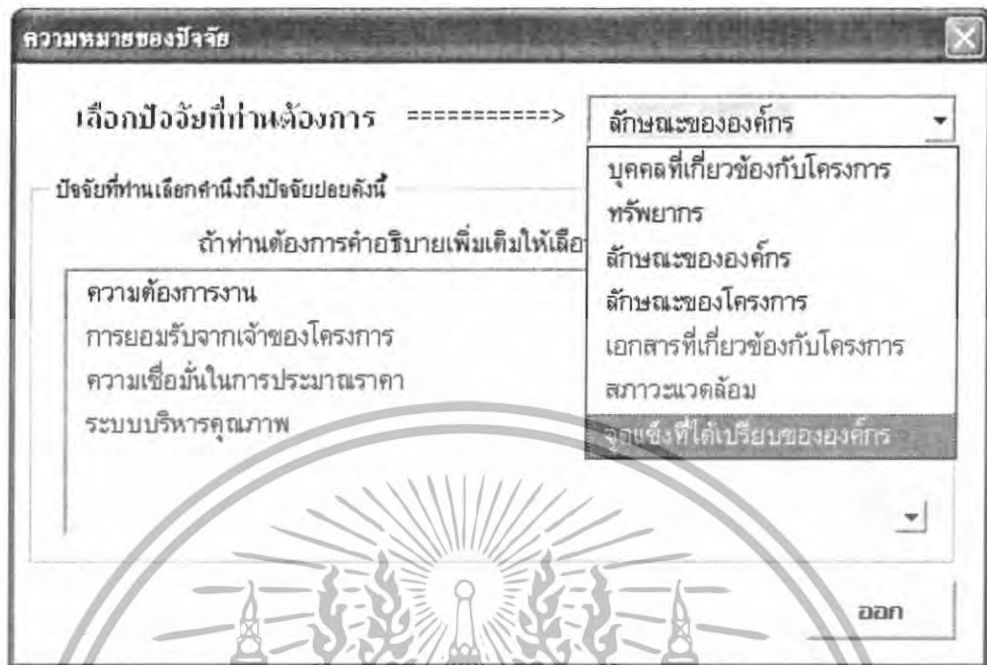 ความหมายของปัจจัย
เลือกปัจจัยที่ท่านต้องการ ===========> ลักษณะขององค์กร
บุคคลที่เกี่ยวข้องกับโครงการ
ทรัพยากร
ลักษณะขององค์กร
ลักษณะของโครงการ
เอกสารที่เกี่ยวข้องกับโครงการ
สภาวะแวดล้อม
จุดแข็งที่ได้เปรียบขององค์กร
ปัจจัยที่ท่านเลือกคำนึงถึงปัจจัยย่อยดังนี้
ถ้าท่านต้องการคำอธิบายเพิ่มเติมให้เลือ
ความต้องการงาน
การยอมรับจากเจ้าของโครงการ
ความเชื่อมั่นในการประมาณราคา
ระบบบริหารคุณภาพ
ออก